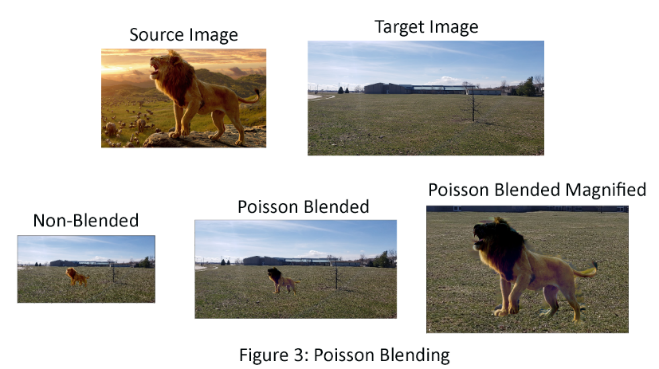 Source Image
Target Image
Non-Blended
Poisson Blended
Poisson Blended Magnified
Figure 3: Poisson Blending